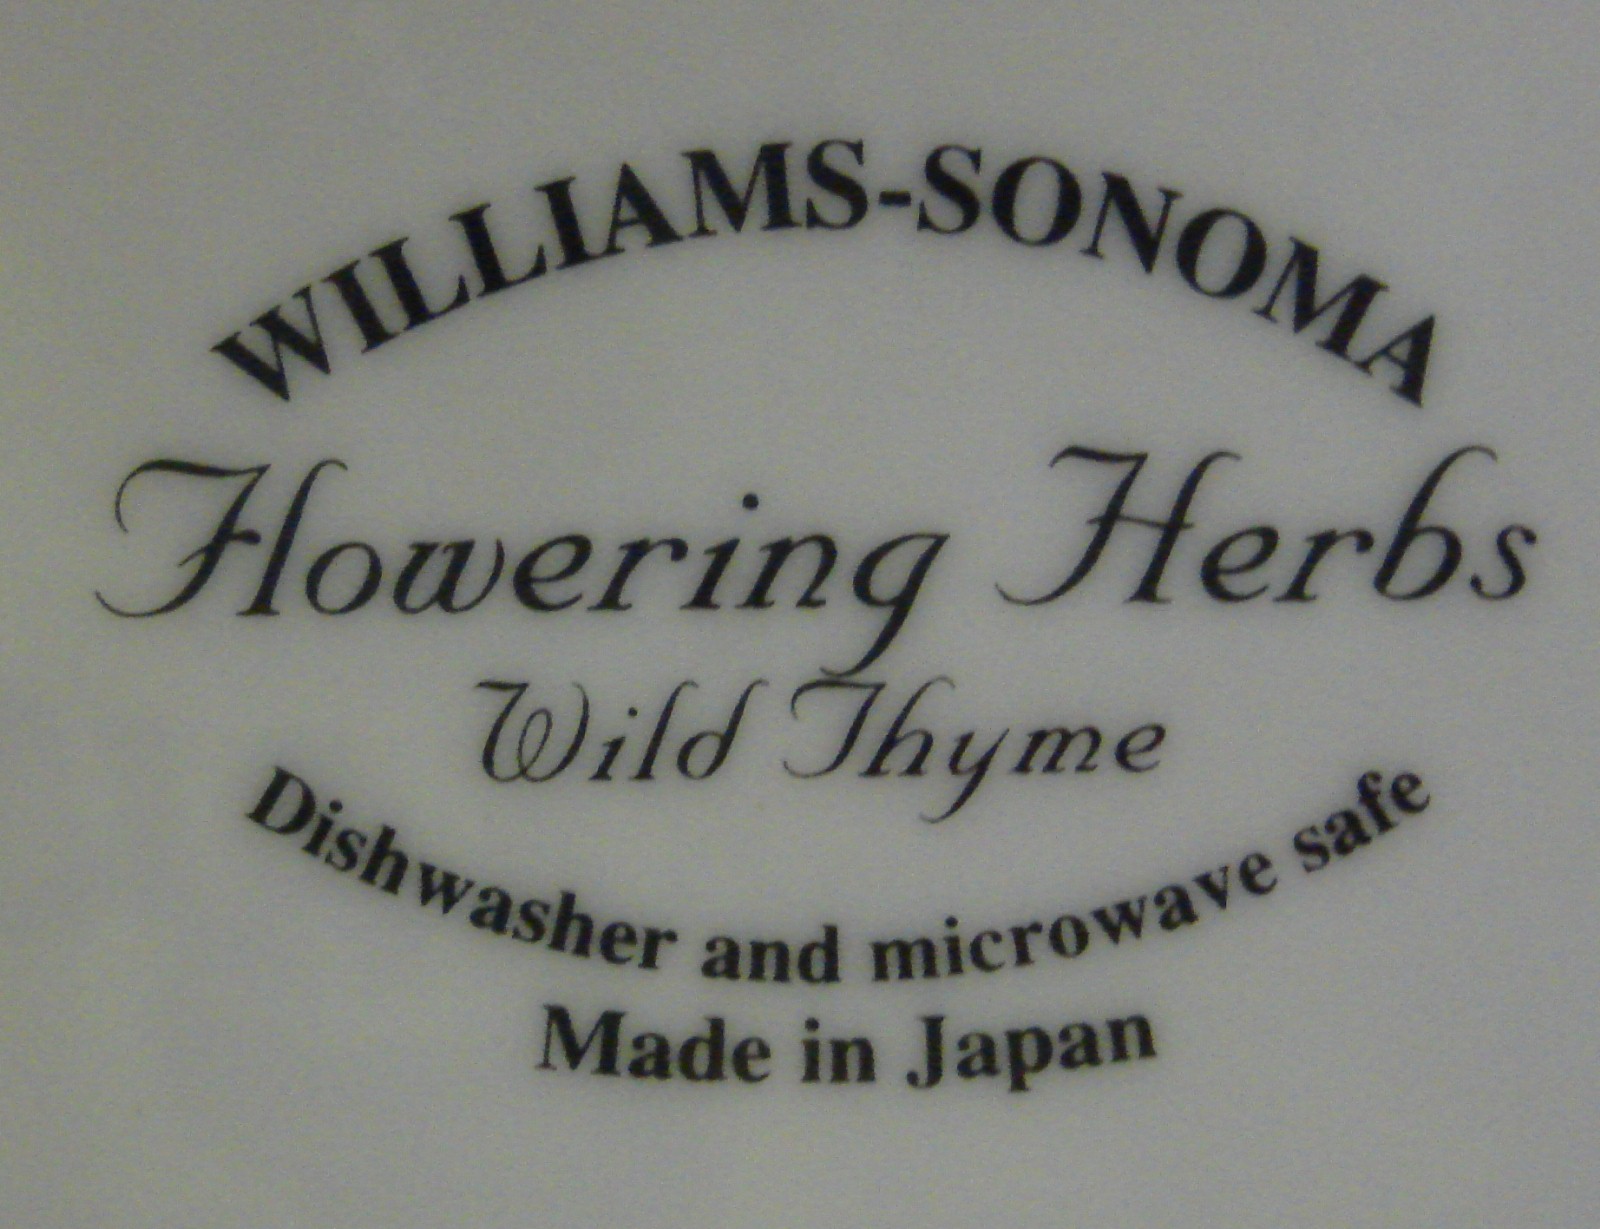 WILLIAMS-SONOMA
Flowering Herbs
Wild Thyme
Dishwasher and microwave safe
Made in Japan